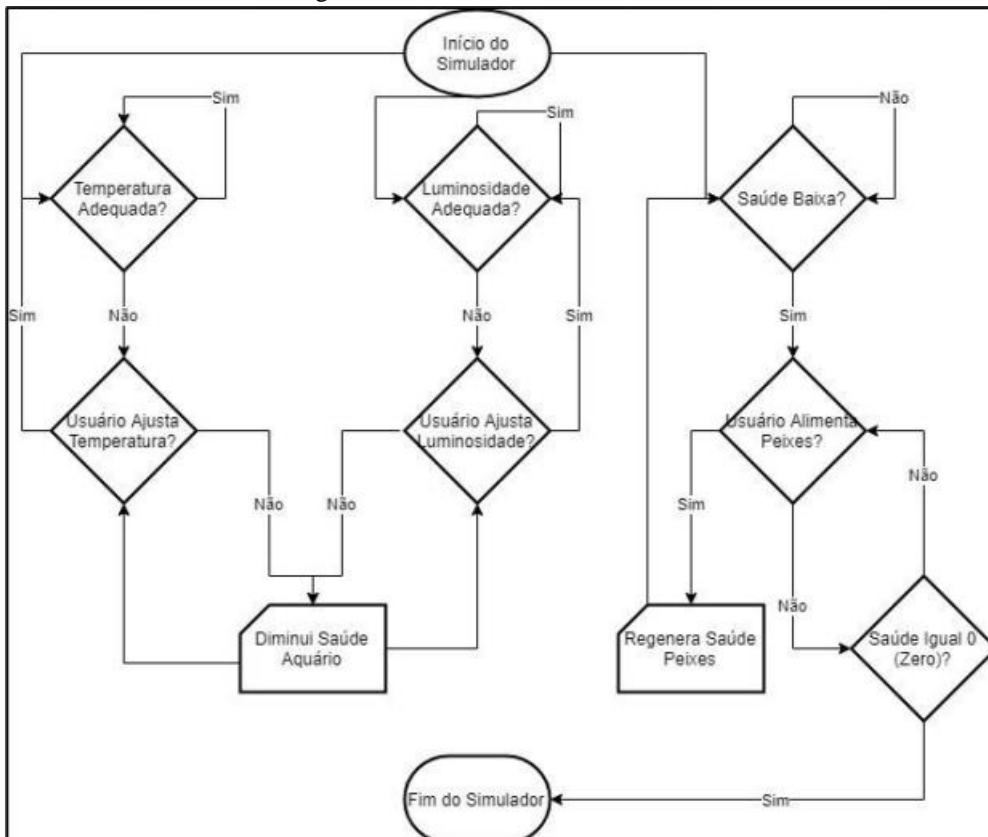 Início do
Simulador
Sim
Sim
Não
Temperatura
Adequada?
Luminosidade
Adequada?
Saúde Baixa?
Sim
Não
Não
Sim
Sim
Usuário Ajusta
Temperatura?
Usuário Ajusta
Luminosidade?
Usuário Alimenta
Peixes?
Não
Não
Sim
Não
Não
Diminui Saúde
Aquário
Regenera Saúde
Peixes
Saúde Igual 0
(Zero)?
Fim do Simulador
Sim